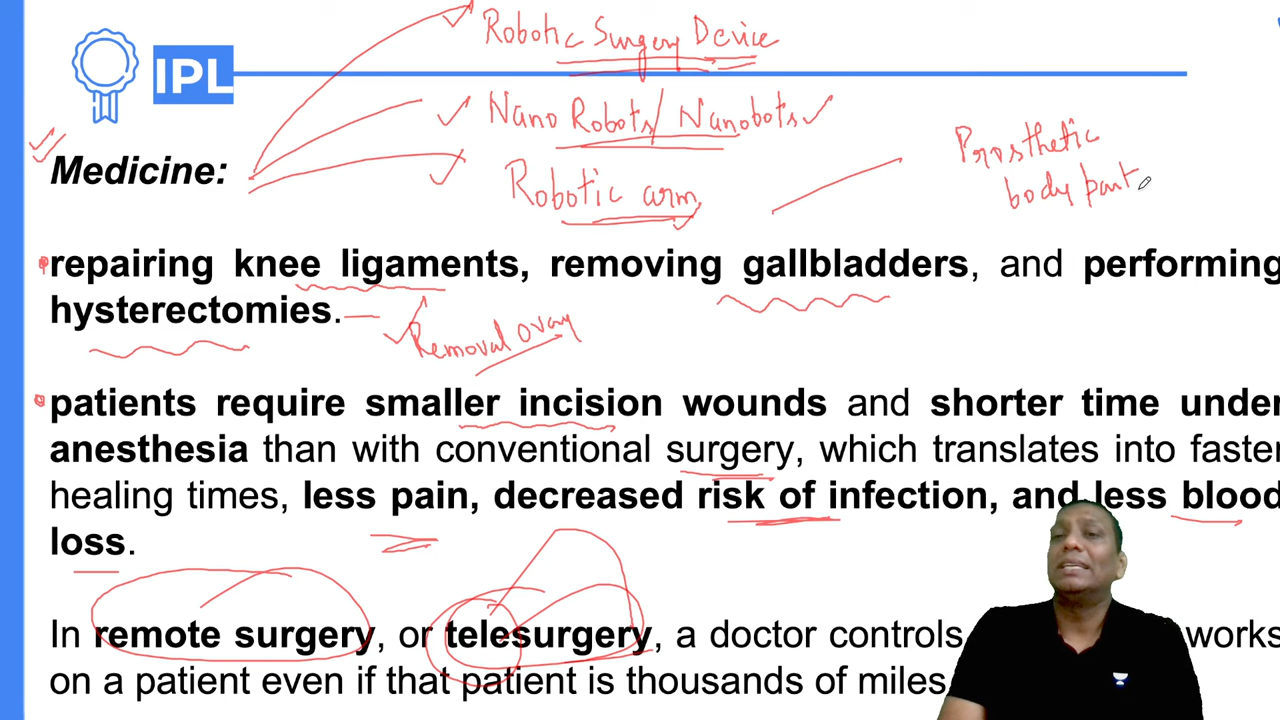 Robotic Surgery Device
IPL
Nano Robots/ Nanobots
Medicine:
Robotic arm
Prosthetic
body part
repairing knee ligaments, removing gallbladders, and performing
hysterectomies.
Removal ovary
patients require smaller incision wounds and shorter time under
anesthesia than with conventional surgery, which translates into faster
healing times, less pain, decreased risk of infection, and less blood
loss.
In remote surgery, or telesurgery, a doctor controls works
on a patient even if that patient is thousands of miles